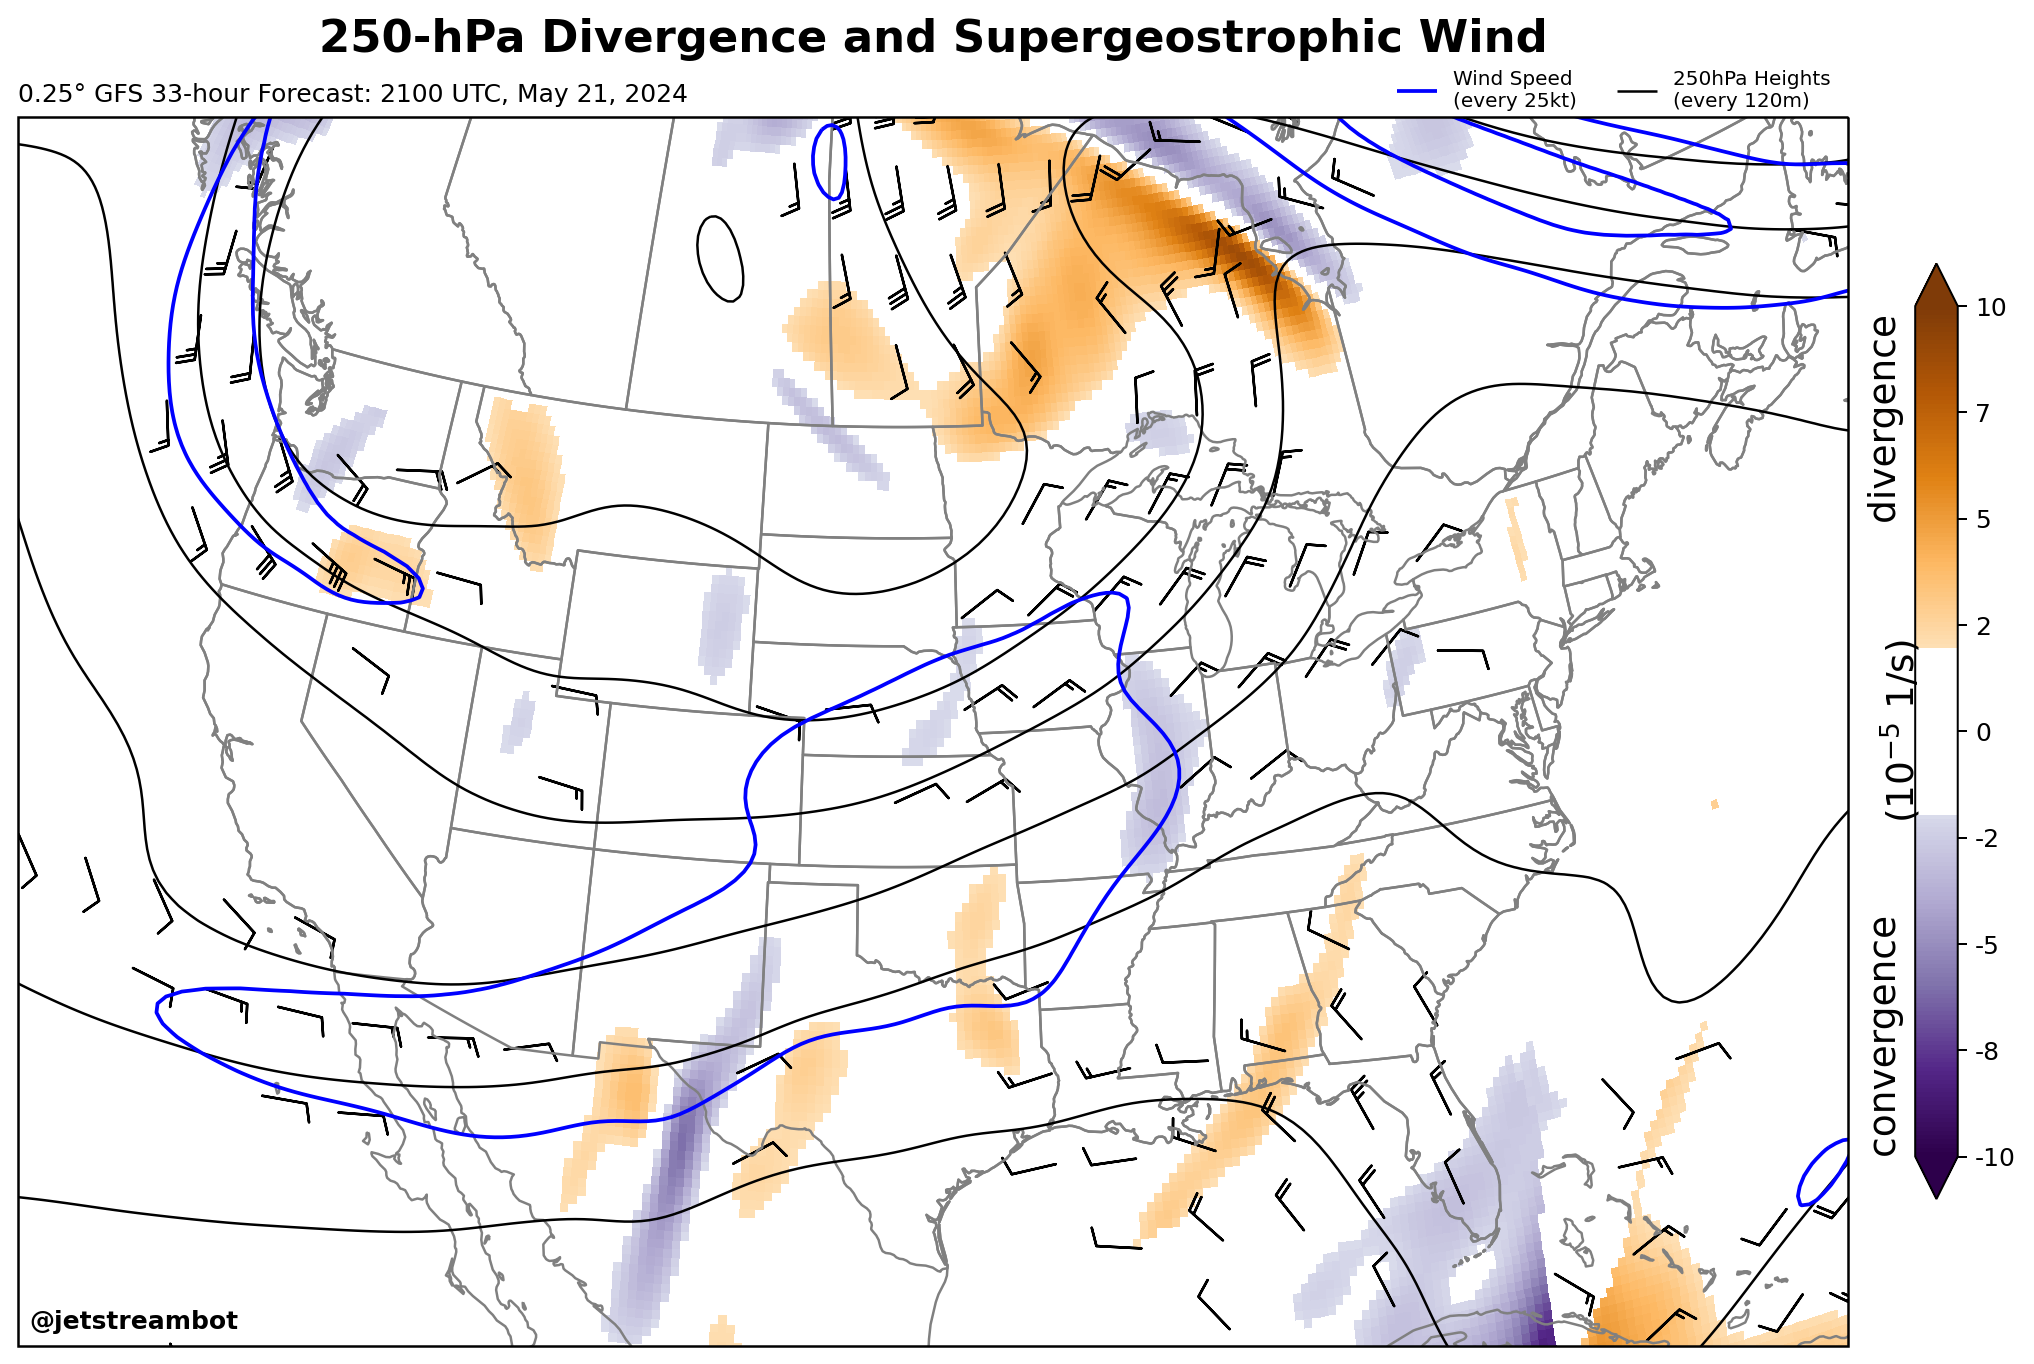 250-hPa Divergence and Supergeostrophic Wind
0.25° GFS 33-hour Forecast: 2100 UTC, May 21, 2024
Wind Speed
(every 25kt)
250hPa Heights
(every 120m)
10
7
5
2
0
-2
-5
-8
-10
convergence (10⁻⁵ 1/s) divergence
@jetstreambot